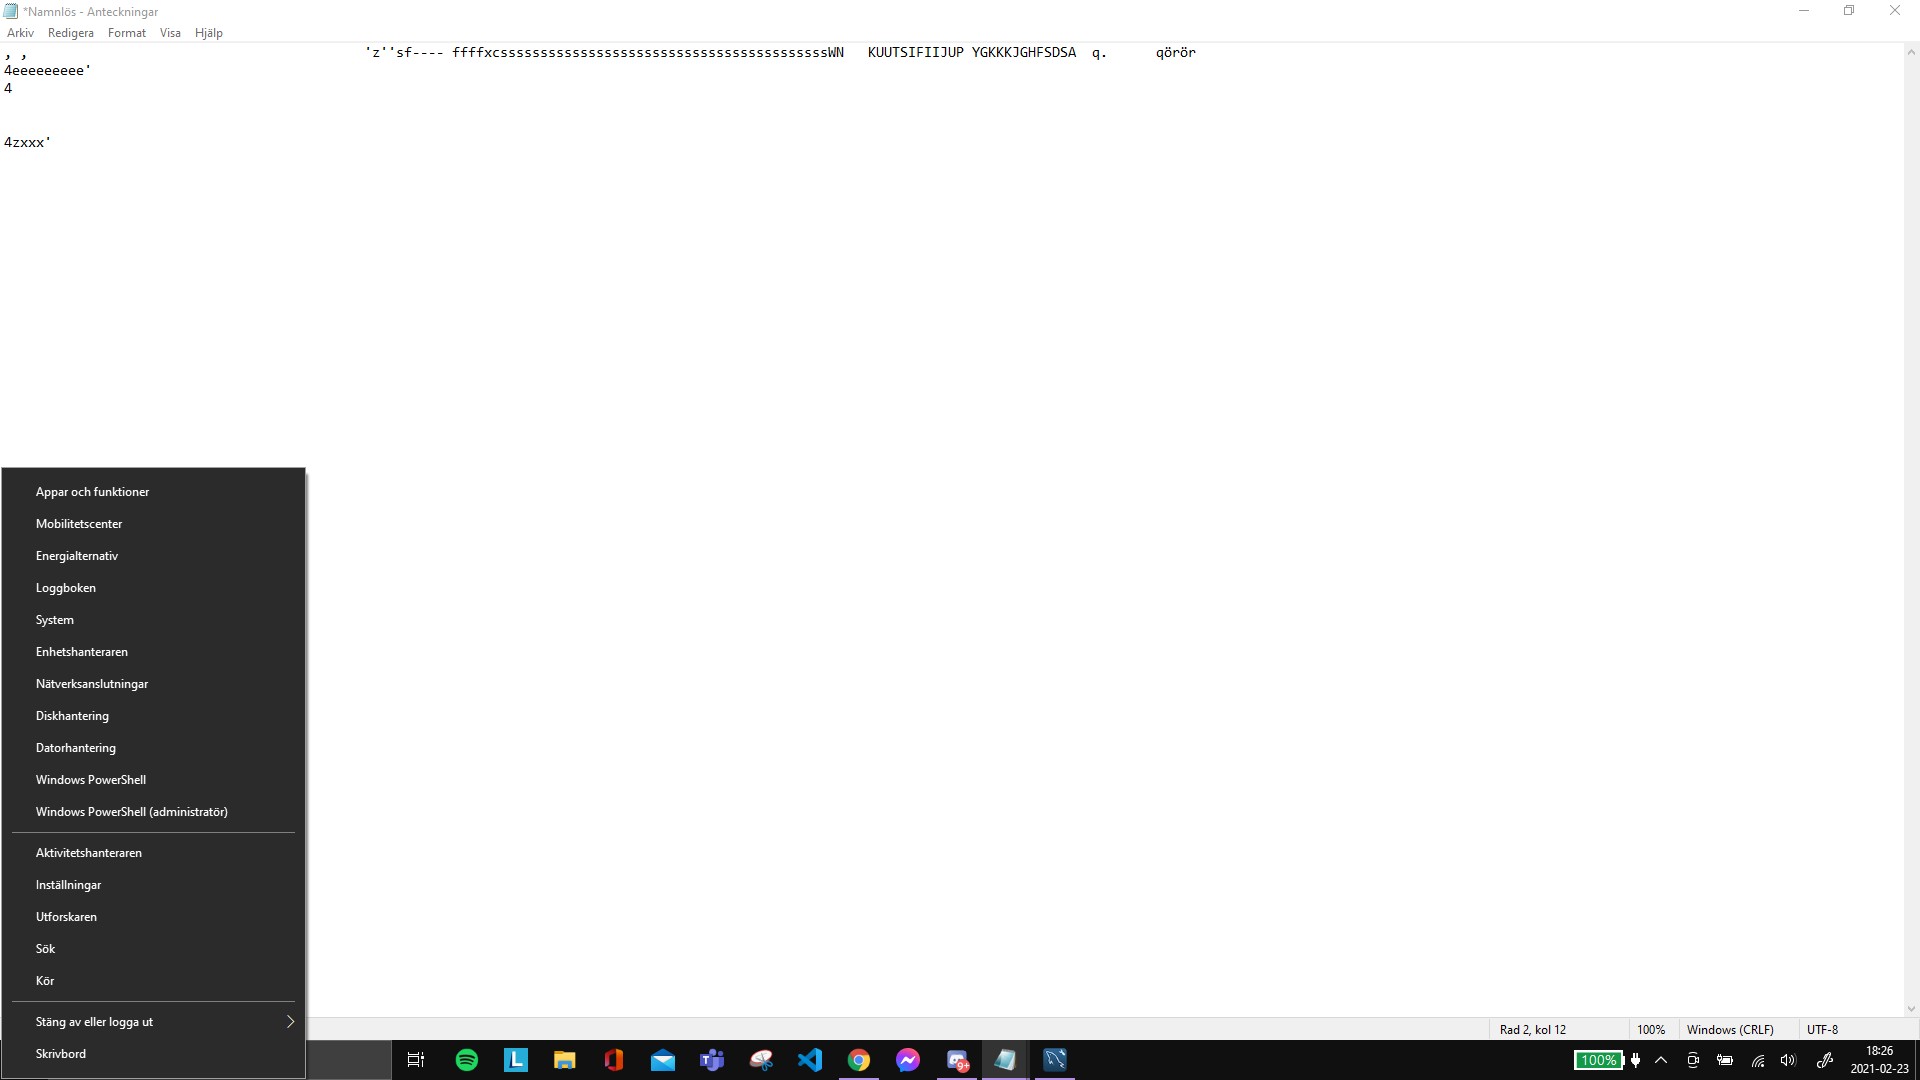 *Namnlös - Anteckningar
Arkiv Redigera Format Visa Hjälp
, , 'z''sf---- ffffxcsssssssssssssssssssssssssssssssssssssssssWN KUUTSIFIIJUP YGKKKJGHFSDSA q. qörör
4eeeeeeeee'
4
4zxxx'
Appar och funktioner
Mobilitetscenter
Energialternativ
Loggboken
System
Enhetshanteraren
Nätverksanslutningar
Diskhantering
Datorhantering
Windows PowerShell
Windows PowerShell (administratör)
Aktivitetshanteraren
Inställningar
Utforskaren
Sök
Kör
Stäng av eller logga ut
Skrivbord
Rad 2, kol 12 100% Windows (CRLF) UTF-8
L
T
9+
100%
18:26
2021-02-23